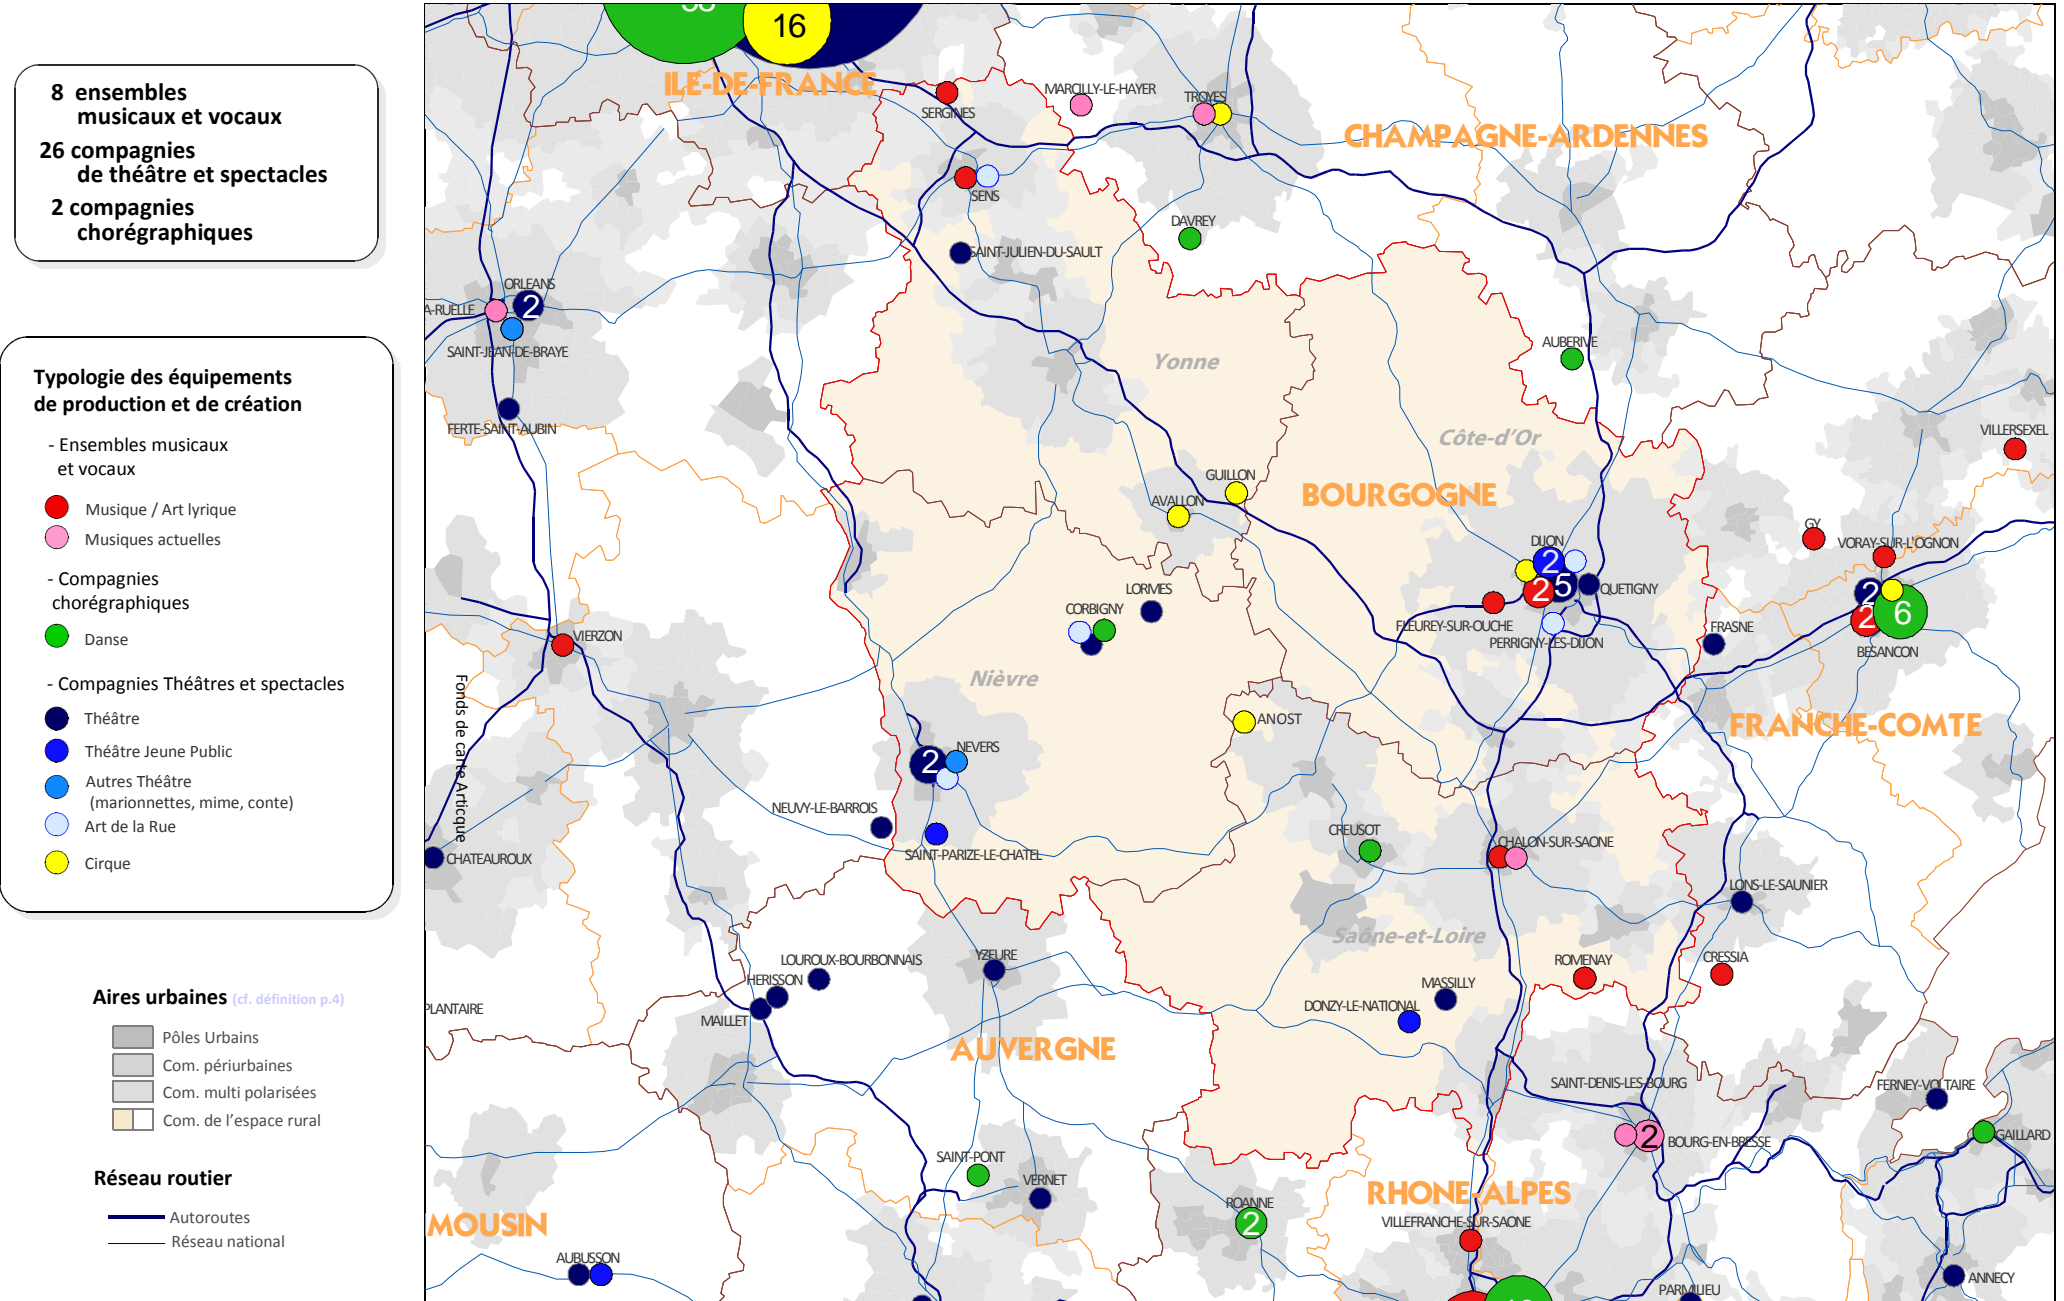 8 ensembles
musicaux et vocaux
26 compagnies
de théâtre et spectacles
2 compagnies
chorégraphiques
Typologie des équipements
de production et de création
- Ensembles musicaux
et vocaux
Musique / Art lyrique
Musiques actuelles
- Compagnies
chorégraphiques
Danse
- Compagnies Théâtres et spectacles
Théâtre
Théâtre Jeune Public
Autres Théâtre
(marionnettes, mime, conte)
Art de la Rue
Cirque
Aires urbaines (cf. définition p.4)
Pôles Urbains
Com. périurbaines
Com. multi polarisées
Com. de l'espace rural
Réseau routier
Autoroutes
Réseau national
Fonds de carte Articque
16
ILE-DE-FRANCE
SERGINES
MARCILLY-LE-HAYER
TROYES
CHAMPAGNE-ARDENNES
SENS
DAVREY
SAINT-JULIEN-DU-SAULT
ORLEANS
2
A-RUELLE
SAINT-JEAN-DE-BRAYE
FERTE-SAINT-AUBIN
Yonne
AUBERIVE
Côte-d'Or
VILLERSEXEL
GUILLON
BOURGOGNE
AVALLON
GY
VORAY-SUR-L'OGNON
DIJON
2
5
2
QUETIGNY
FLEUREY-SUR-OUCHE
PERRIGNY-LES-DIJON
LORMES
CORBIGNY
FRASNE
2
2
6
BESANCON
VIERZON
Nièvre
ANOST
FRANCHE-COMTE
2
NEVERS
NEUVY-LE-BARROIS
SAINT-PARIZE-LE-CHATEL
CREUSOT
CHALON-SUR-SAONE
CHATEAUROUX
LONS-LE-SAUNIER
Saône-et-Loire
LOUROUX-BOURBONNAIS
YZEURE
ROMENAY
CRESSIA
HERISSON
MASSILLY
DONZY-LE-NATIONAL
PLANTAIRE
MAILLET
AUVERGNE
SAINT-DENIS-LES-BOURG
FERNEY-VOLTAIRE
2
BOURG-EN-BRESSE
GAILLARD
SAINT-PONT
VERNET
RHONE-ALPES
ROANNE
2
VILLEFRANCHE-SUR-SAONE
MOUSIN
AUBUSSON
ANNECY
PARMILIEU